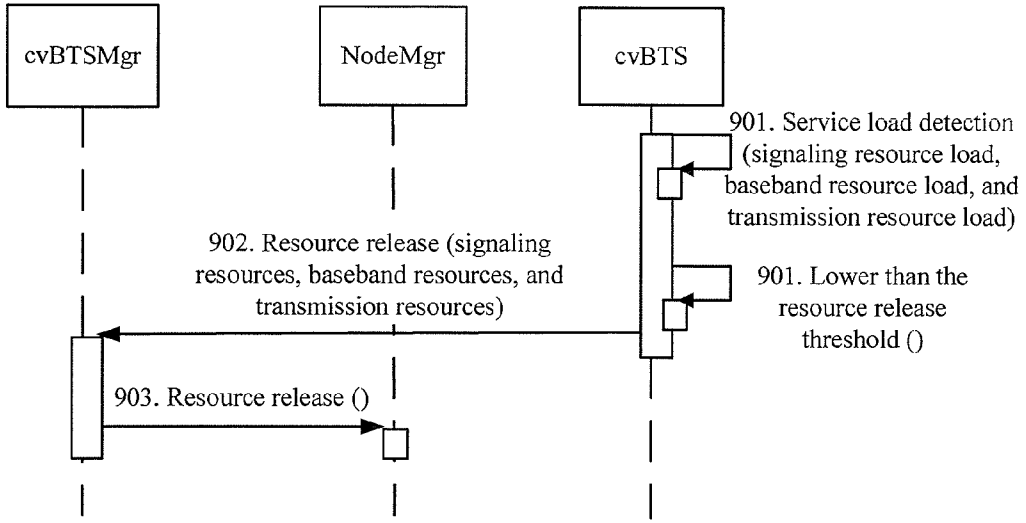 cvBTSMgr
NodeMgr
cvBTS
901. Service load detection
(signaling resource load,
baseband resource load, and
transmission resource load)
902. Resource release (signaling
resources, baseband resources, and
transmission resources)
901. Lower than the
resource release
threshold ()
903. Resource release ()